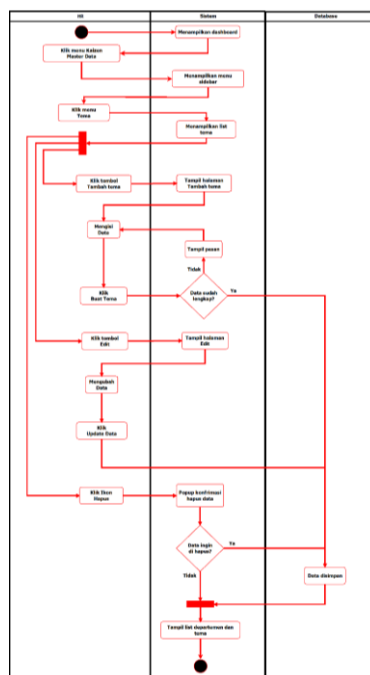 HR
Sistem
Database
Menampilkan dashboard
Klik menu Kaizen
Master Data
Menampilkan menu
sidebar
Klik menu
Tema
Menampilkan list
tema
Klik tombol
Tambah tema
Tampil halaman
Tambah tema
Mengisi
Data
Tampil pesan
Tidak
Klik
Buat Tema
Data sudah
lengkap?
Ya
Klik tombol
Edit
Tampil halaman
Edit
Mengubah
Data
Klik
Update Data
Klik Ikon
Hapus
Popup konfirmasi
hapus data
Data ingin
di hapus?
Ya
Tidak
Data disimpan
Tampil list departemen dan
tema